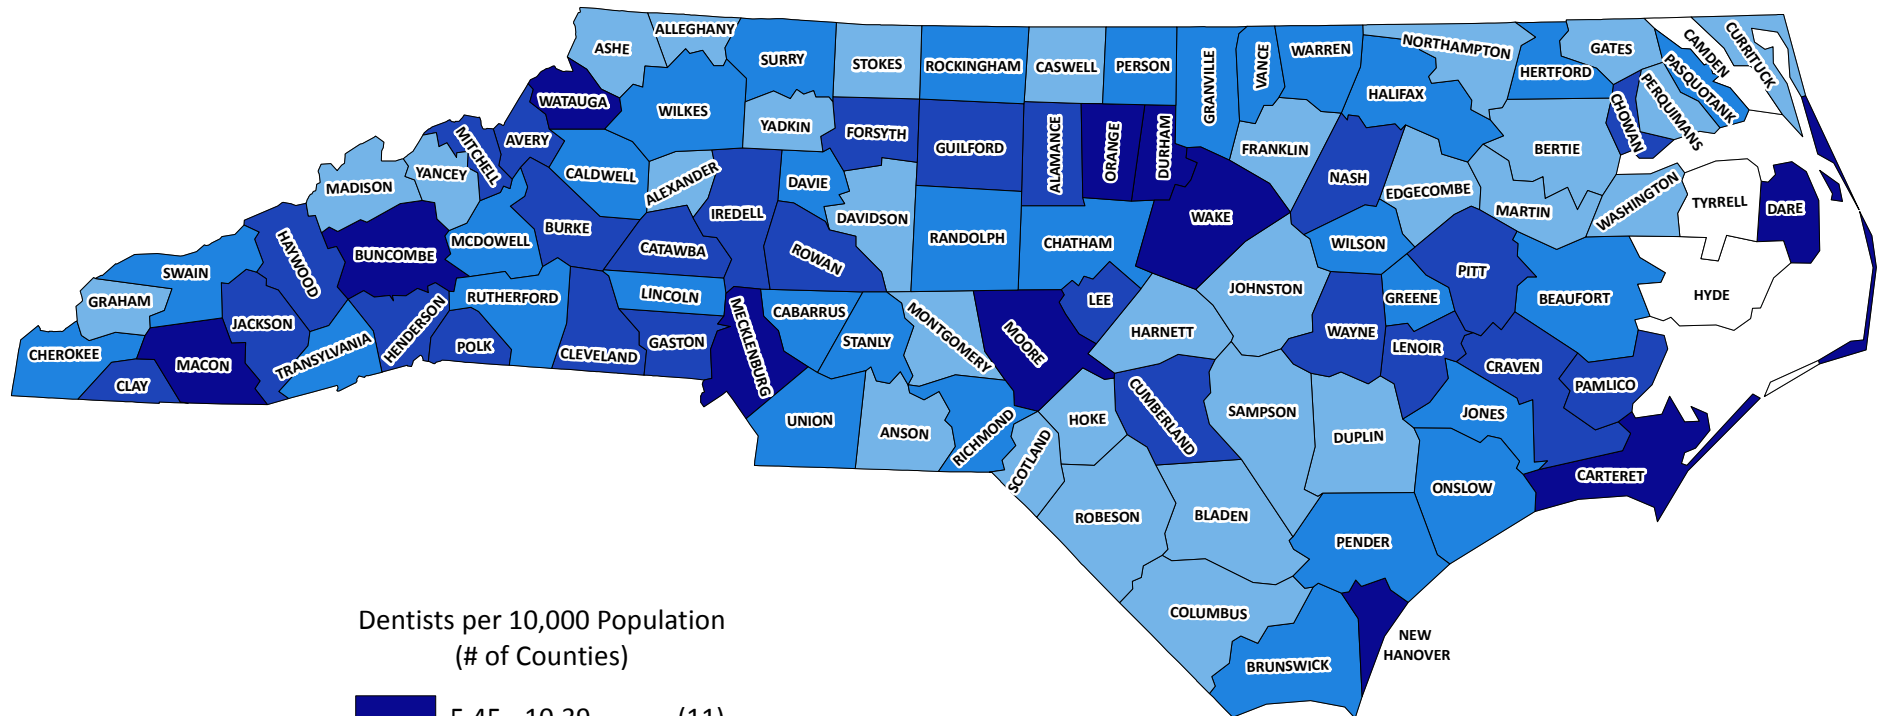 ALLEGHANY
ASHE
SURRY
STOKES
ROCKINGHAM
CASWELL
PERSON
GRANVILLE
VANCE
WARREN
NORTHAMPTON
HERTFORD
GATES
CAMDEN
CURRITUCK
PASQUOTANK
PERQUIMANS
CHOWAN
HALIFAX
WATAUGA
WILKES
YADKIN
FORSYTH
GUILFORD
ALAMANCE
ORANGE
DURHAM
FRANKLIN
NASH
EDGECOMBE
BERTIE
MARTIN
WASHINGTON
TYRRELL
DARE
MITCHELL
AVERY
CALDWELL
ALEXANDER
DAVIE
IREDELL
DAVIDSON
MADISON
YANCEY
BURKE
CATAWBA
ROWAN
RANDOLPH
CHATHAM
WAKE
WILSON
PITT
BEAUFORT
HYDE
BUNCOMBE
MCDOWELL
HAYWOOD
SWAIN
GRAHAM
JACKSON
RUTHERFORD
LINCOLN
CABARRUS
MECKLENBURG
STANLY
MONTGOMERY
MOORE
LEE
HARNETT
JOHNSTON
WAYNE
GREENE
LENOIR
CRAVEN
PAMLICO
CHEROKEE
CLAY
MACON
TRANSYLVANIA
HENDERSON
POLK
CLEVELAND
GASTON
UNION
ANSON
RICHMOND
SCOTLAND
HOKE
CUMBERLAND
SAMPSON
DUPLIN
JONES
ONSLOW
CARTERET
ROBESON
BLADEN
PENDER
COLUMBUS
BRUNSWICK
NEW
HANOVER
Dentists per 10,000 Population
(# of Counties)
5.45 - 10.39 (11)